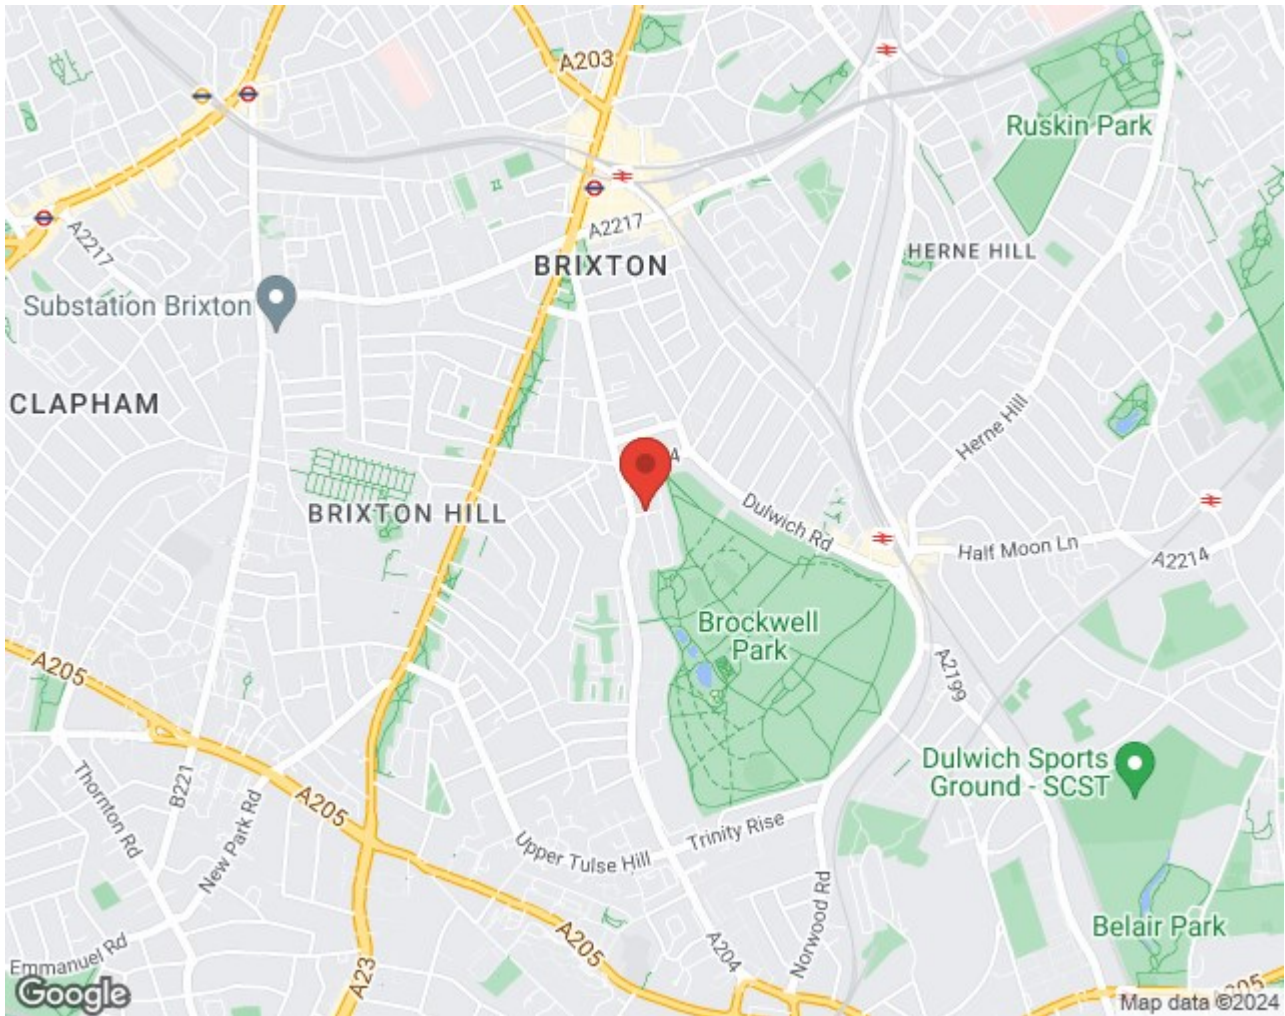 A203
Ruskin Park
A2217
A2217
HERNE HILL
BRIXTON
Substation Brixton
CLAPHAM
Herne Hill
4
BRIXTON HILL
Dulwich Rd
Half Moon Ln
A2214
Brockwell
Park
A205
A2199
Dulwich Sports
Ground - SCST
Thornton Rd
B221
New Park Rd
A205
Trinity Rise
Upper Tulse Hill
Norwood Rd
Belair Park
A205
A204
Emmanuel Rd
A23
A205
Google
Map data ©2024